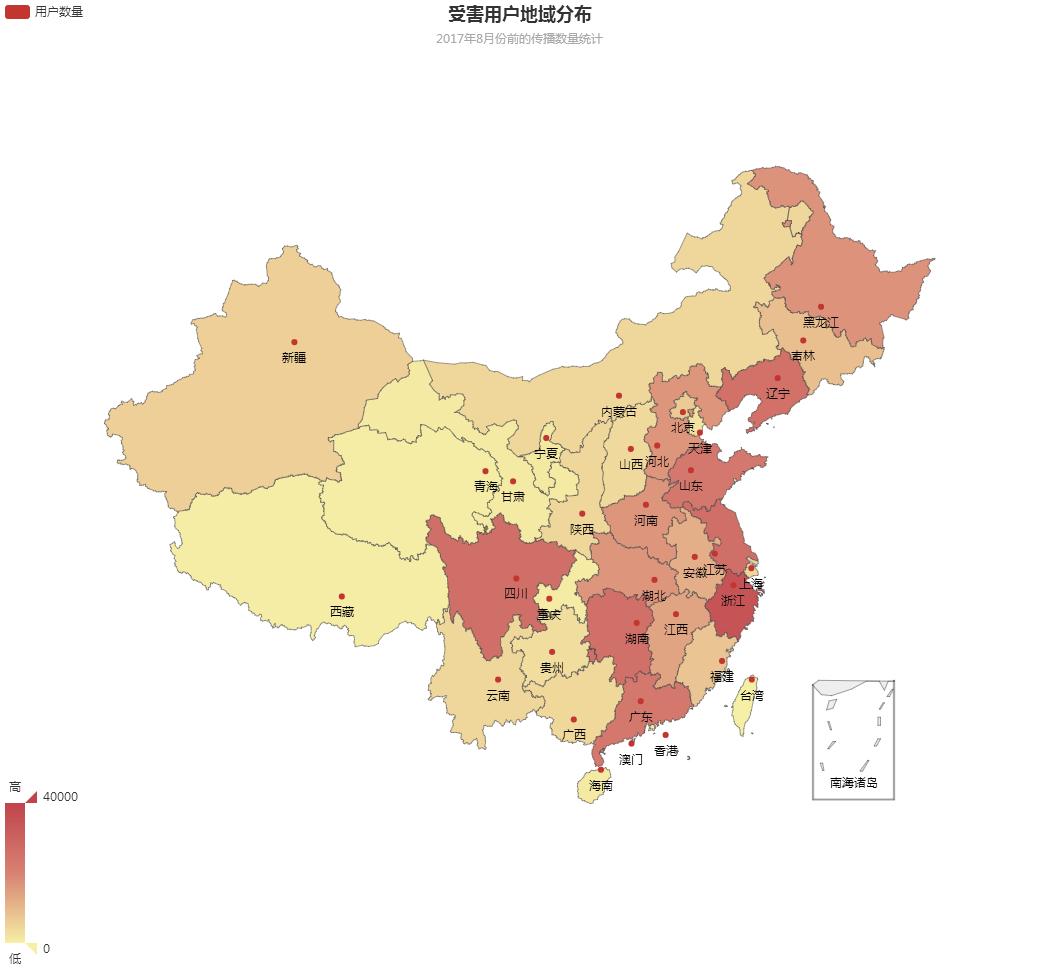 用户数量
受害用户地域分布
2017年8月份前的传播数量统计
黑龙江
吉林
新疆
辽宁
内蒙古
北京
天津
宁夏
山西
河北
青海
甘肃
山东
河南
陕西
安徽
江苏
上海
四川
湖北
浙江
西藏
重庆
江西
湖南
贵州
福建
云南
台湾
广东
广西
香港
澳门
海南
南海诸岛
高
40000
0
低